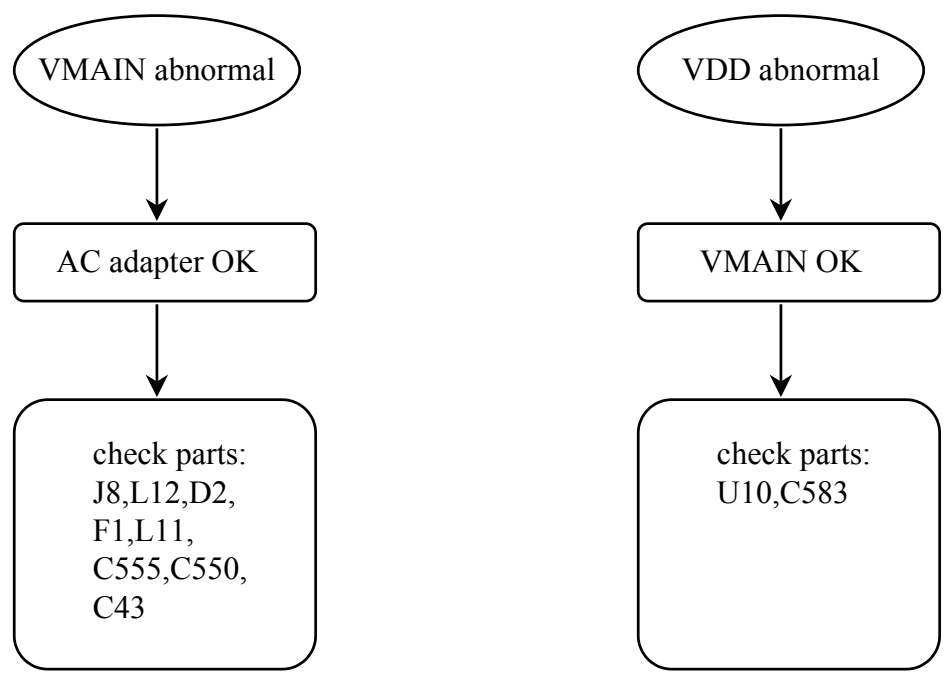 VMAIN abnormal
AC adapter OK
check parts:
J8,L12,D2,
F1,L11,
C555,C550,
C43
VDD abnormal
VMAIN OK
check parts:
U10,C583